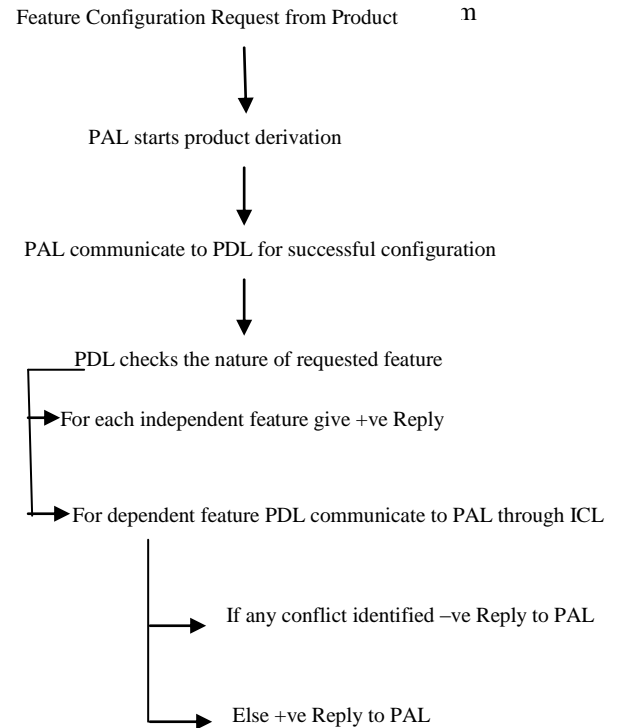 Feature Configuration Request from Product
PAL starts product derivation
PAL communicate to PDL for successful configuration
PDL checks the nature of requested feature
For each independent feature give +ve Reply
For dependent feature PDL communicate to PAL through ICL
If any conflict identified –ve Reply to PAL
Else +ve Reply to PAL